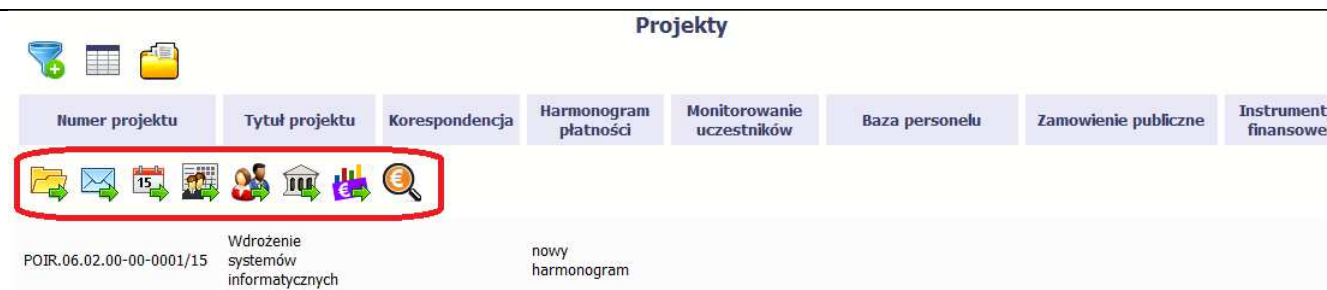 Projekty
Numer projektu
Tytuł projektu
Korespondencja
Harmonogram
płatności
Monitorowanie
uczestników
Baza personelu
Zamowienie publiczne
Instrument
finansowe
15
POIR.06.02.00-00-0001/15
Wdrożenie
systemów
informatycznych
nowy
harmonogram